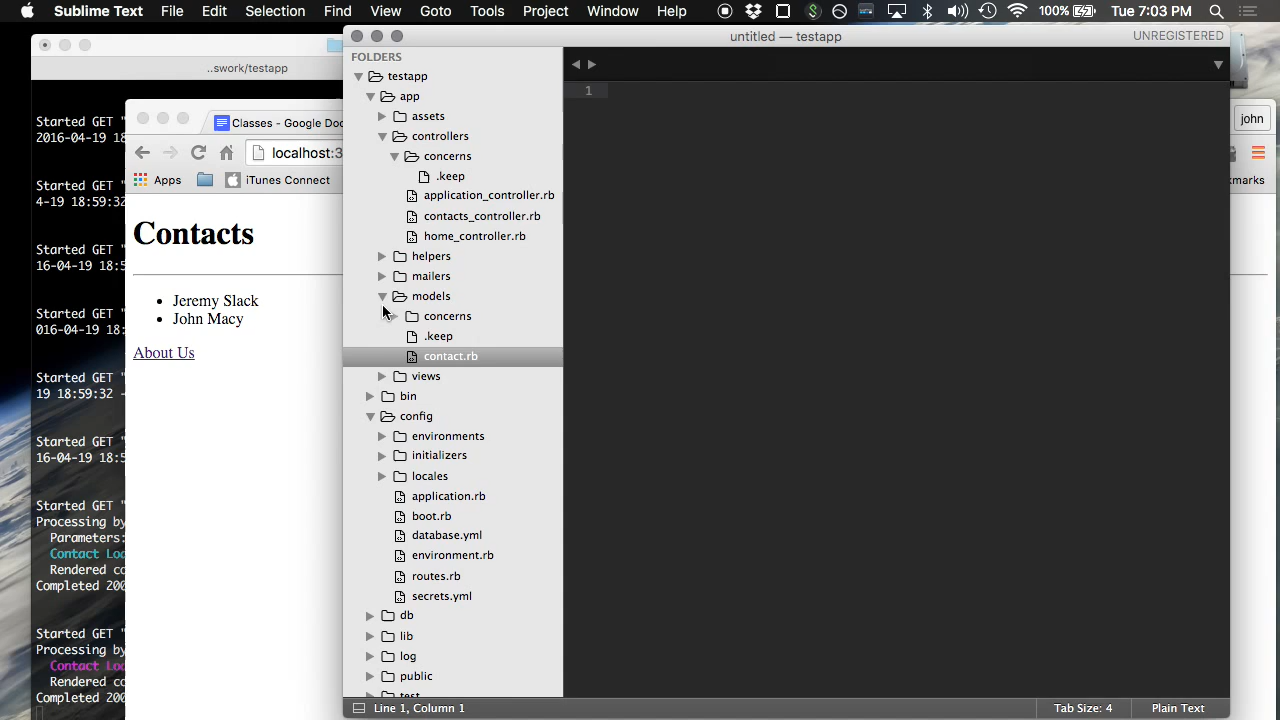 Sublime Text File Edit Selection Find View Goto Tools Project Window Help 100% Tue 7:03 PM
untitled — testapp UNREGISTERED
..swork/testapp
FOLDERS
testapp
app
assets
controllers
concerns
.keep
application_controller.rb
contacts_controller.rb
home_controller.rb
helpers
mailers
models
concerns
.keep
contact.rb
views
bin
config
environments
initializers
locales
application.rb
boot.rb
database.yml
environment.rb
routes.rb
secrets.yml
db
lib
log
public
test
1
Line 1, Column 1 Tab Size: 4 Plain Text
Classes - Google Doc
john
localhost:3
Apps iTunes Connect
marks
Contacts
Jeremy Slack
John Macy
About Us
Started GET "
2016-04-19 18
Started GET "
4-19 18:59:32
Started GET "
16-04-19 18:5
Started GET "
016-04-19 18:
Started GET "
19 18:59:32 -
Started GET "
16-04-19 18:5
Started GET "
Processing by
Parameters:
Contact Loa
Rendered co
Completed 200
Started GET "
Processing by
Contact Loa
Rendered co
Completed 200